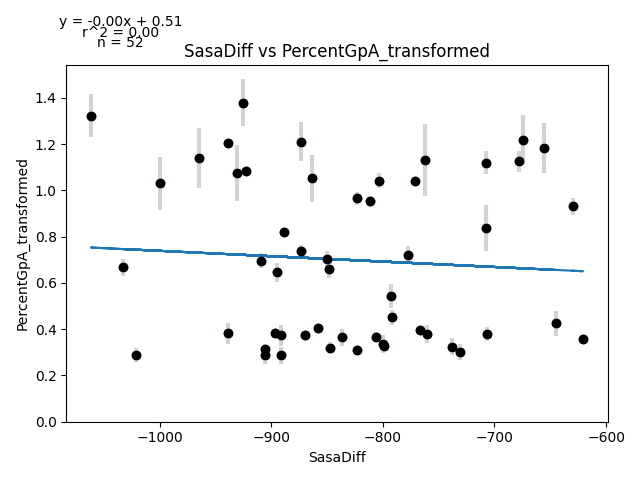 y = -0.00x + 0.51
r^2 = 0.00
n = 52
SasaDiff vs PercentGpA_transformed
PercentGpA_transformed
1.4
1.2
1.0
0.8
0.6
0.4
0.2
0.0
−1000
−900
−800
−700
−600
SasaDiff